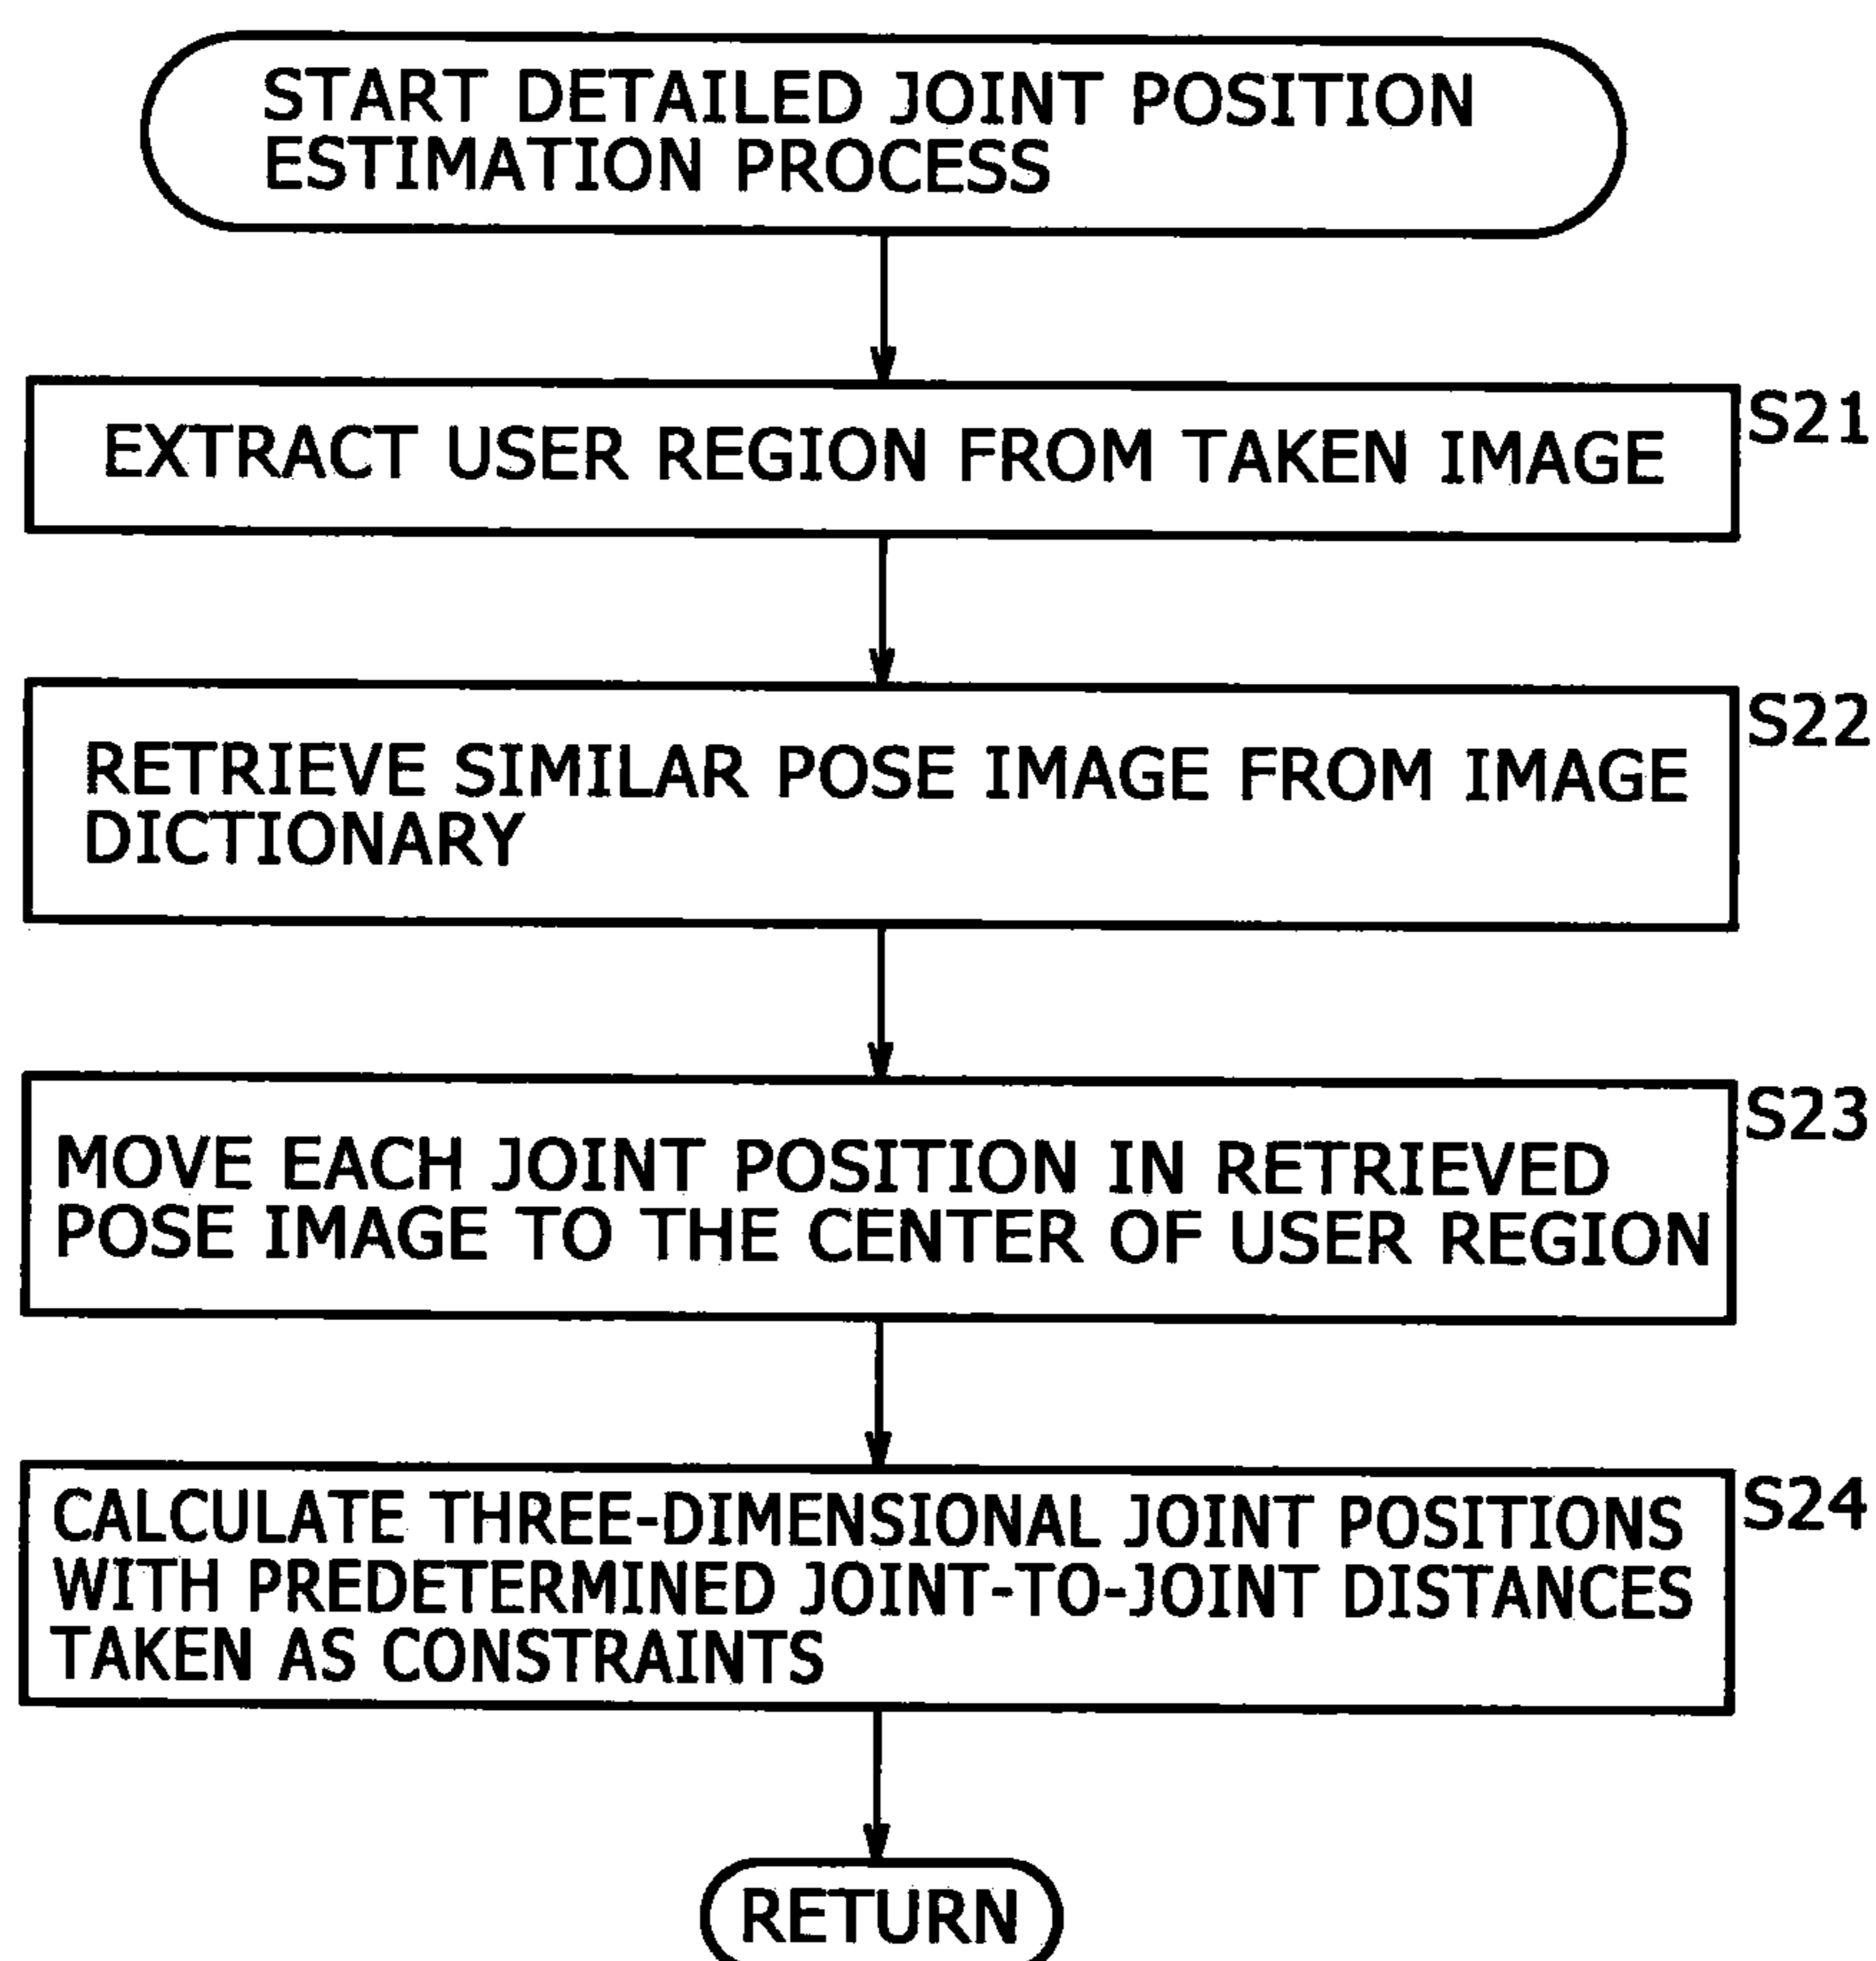 START DETAILED JOINT POSITION
ESTIMATION PROCESS
S21
EXTRACT USER REGION FROM TAKEN IMAGE
S22
RETRIEVE SIMILAR POSE IMAGE FROM IMAGE
DICTIONARY
S23
MOVE EACH JOINT POSITION IN RETRIEVED
POSE IMAGE TO THE CENTER OF USER REGION
S24
CALCULATE THREE-DIMENSIONAL JOINT POSITIONS
WITH PREDETERMINED JOINT-TO-JOINT DISTANCES
TAKEN AS CONSTRAINTS
RETURN